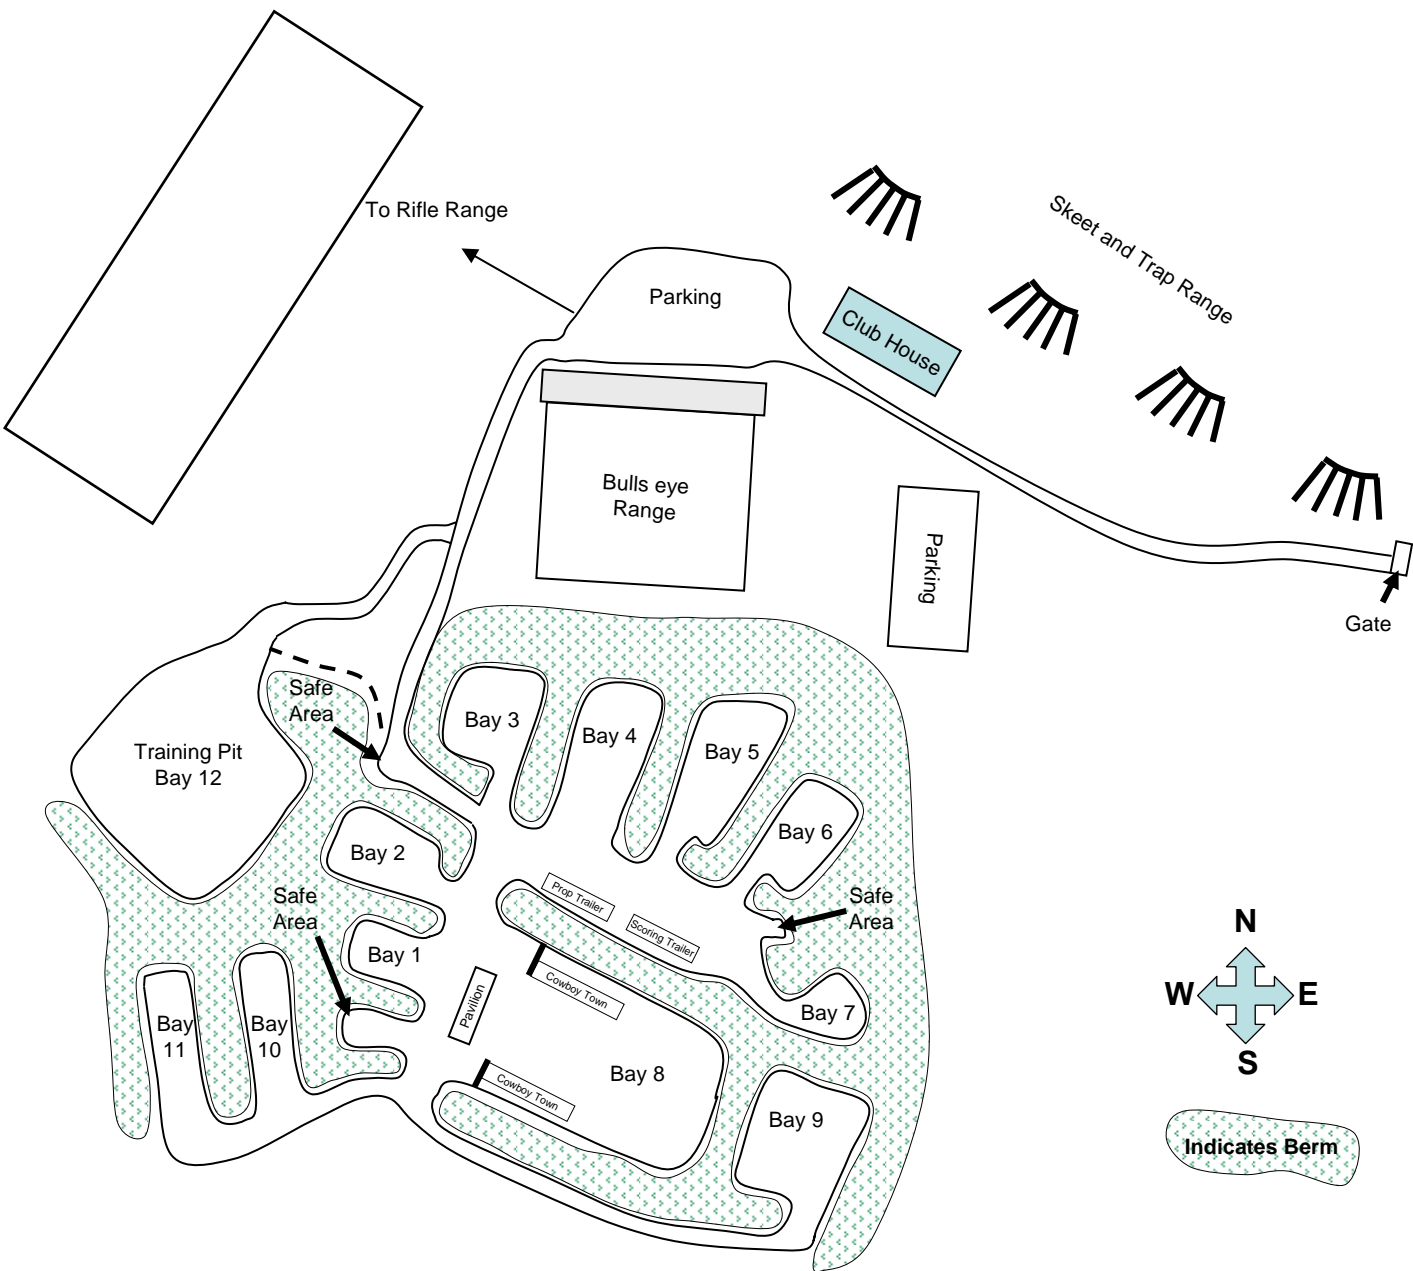 To Rifle Range
Skeet and Trap Range
Parking
Club House
Bulls eye
Range
Parking
Gate
Safe
Area
Bay 3
Bay 4
Bay 5
Training Pit
Bay 12
Bay 6
Bay 2
Prop Trailer
Safe
Area
Safe
Area
Scoring Trailer
N
Bay 1
Cowboy Town
W
E
Pavilion
Bay 7
Bay
11
Bay
10
S
Bay 8
Cowboy Town
Bay 9
Indicates Berm